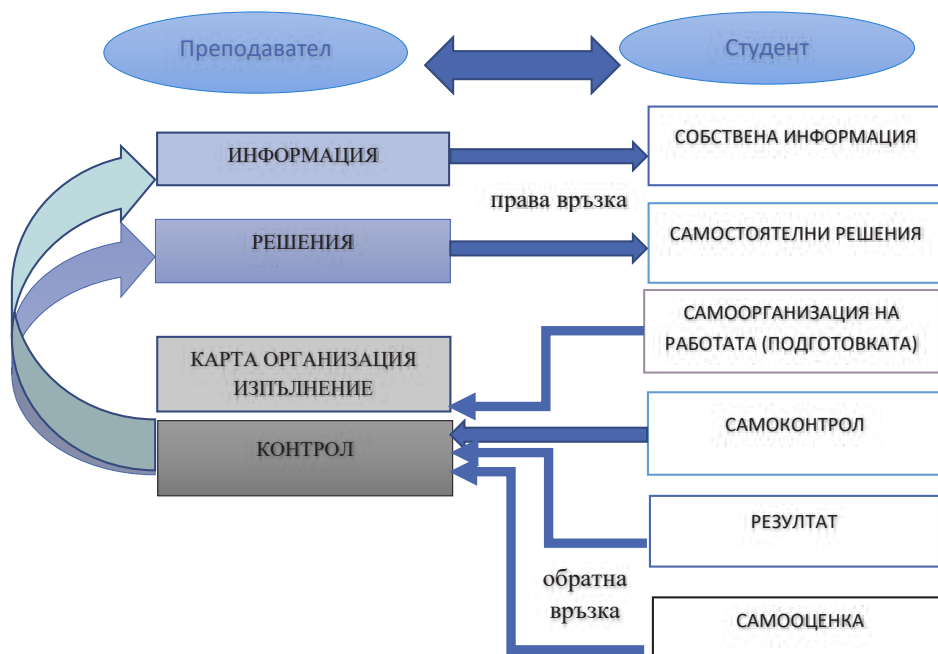 Преподавател
Студент
ИНФОРМАЦИЯ
СОБСТВЕНА ИНФОРМАЦИЯ
права връзка
РЕШЕНИЯ
САМОСТОЯТЕЛНИ РЕШЕНИЯ
САМООРГАНИЗАЦИЯ НА
РАБОТАТА (ПОДГОТОВКАТА)
КАРТА ОРГАНИЗАЦИЯ
ИЗПЪЛНЕНИЕ
САМОКОНТРОЛ
КОНТРОЛ
РЕЗУЛТАТ
обратна
връзка
САМООЦЕНКА